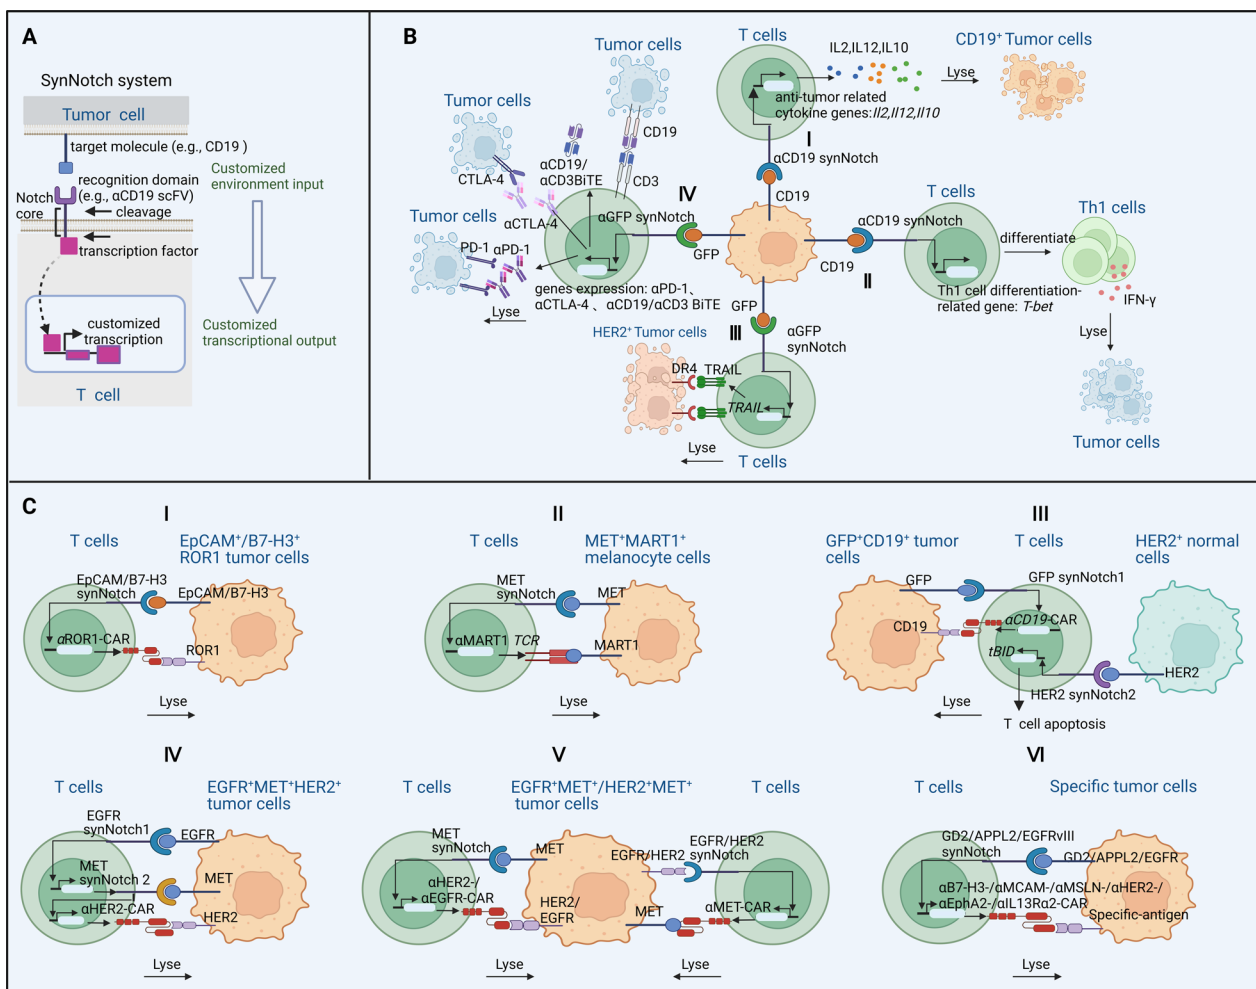 A
SynNotch system
Tumor cell
target molecule (e.g., CD19 )
recognition domain
(e.g., αCD19 scFV)
Notch
core
cleavage
transcription factor
customized
transcription
T cell
Customized
environment input
Customized
transcriptional output
B
Tumor cells
Tumor cells
CD19
αCD19/
αCD3BiTE
CTLA-4
CD3
αCTLA-4
Tumor cells
PD-1
αPD-1
IV
αGFP synNotch
GFP
genes expression: αPD-1、
αCTLA-4 、αCD19/αCD3 BiTE
Lyse
T cells
IL2,IL12,IL10
Lyse
CD19⁺ Tumor cells
anti-tumor related
cytokine genes:Il2,Il12,Il10
I
αCD19 synNotch
CD19
T cells
αCD19 synNotch
CD19
II
differentiate
Th1 cells
Th1 cell differentiation-
related gene: T-bet
IFN-γ
Lyse
Tumor cells
GFP
III
αGFP
synNotch
HER2⁺ Tumor cells
DR4
TRAIL
TRAIL
Lyse
T cells
C
I
T cells
EpCAM⁺/B7-H3⁺
ROR1 tumor cells
EpCAM/B7-H3
synNotch
EpCAM/B7-H3
αROR1-CAR
ROR1
Lyse
II
T cells
MET⁺MART1⁺
melanocyte cells
MET
synNotch
MET
αMART1 TCR
MART1
Lyse
III
GFP⁺CD19⁺ tumor
cells
T cells
HER2⁺ normal
cells
GFP
GFP synNotch1
CD19
αCD19-CAR
tBID
HER2
HER2 synNotch2
Lyse
T cell apoptosis
IV
T cells
EGFR⁺MET⁺HER2⁺
tumor cells
EGFR
synNotch1
EGFR
MET
synNotch 2
MET
αHER2-CAR
HER2
Lyse
V
T cells
EGFR⁺MET⁺/HER2⁺MET⁺
tumor cells
T cells
MET
synNotch
MET
EGFR/HER2
EGFR/HER2
synNotch
αHER2-/
αEGFR-CAR
HER2/
EGFR
MET
αMET-CAR
Lyse
Lyse
VI
T cells
Specific tumor cells
GD2/APPL2/EGFRvIII
synNotch
GD2/APPL2/EGFR
αB7-H3-/αMCAM-/αMSLN-/αHER2-/
αEphA2-/αIL13Rα2-CAR
Specific-antigen
Lyse